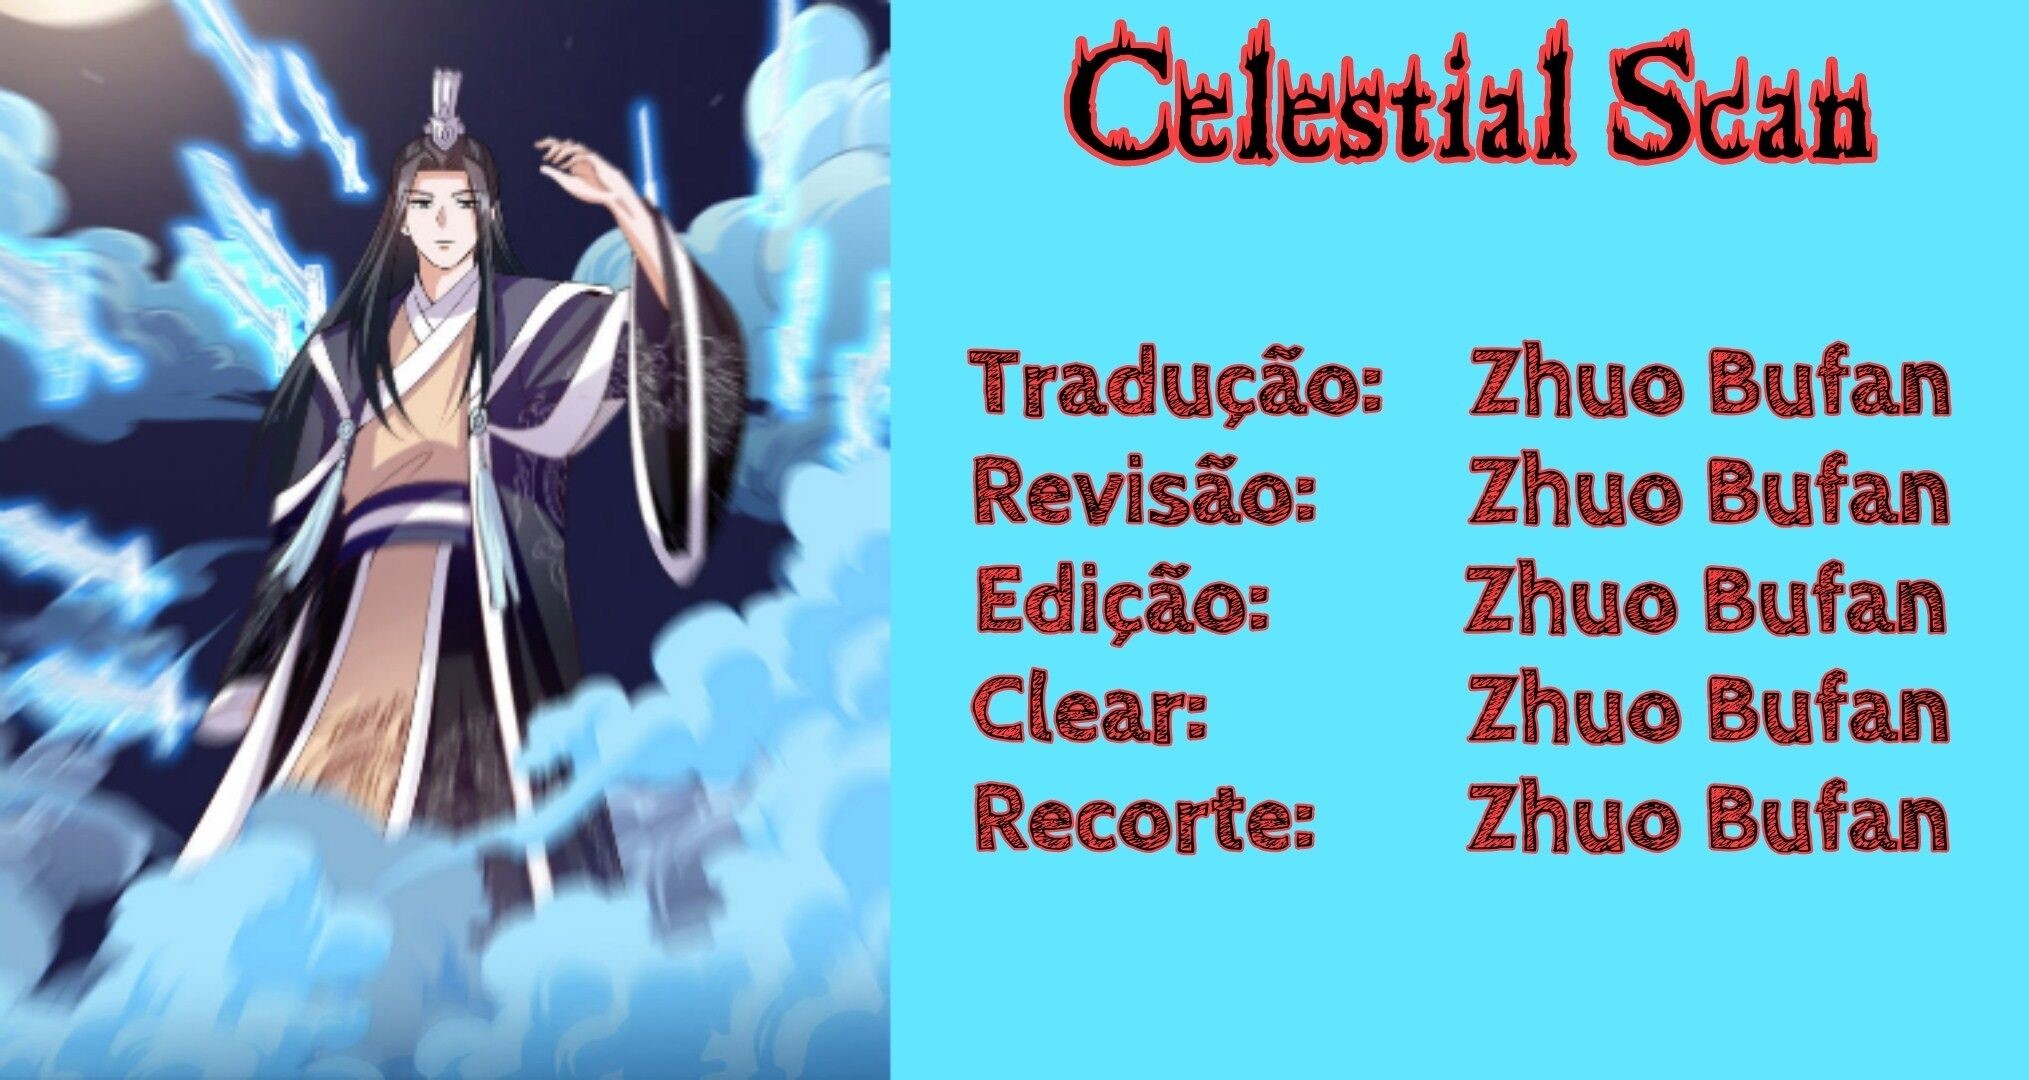 Celestial Scan
Tradução: Zhuo Bufan
Revisão: Zhuo Bufan
Edição: Zhuo Bufan
Clear: Zhuo Bufan
Recorte: Zhuo Bufan